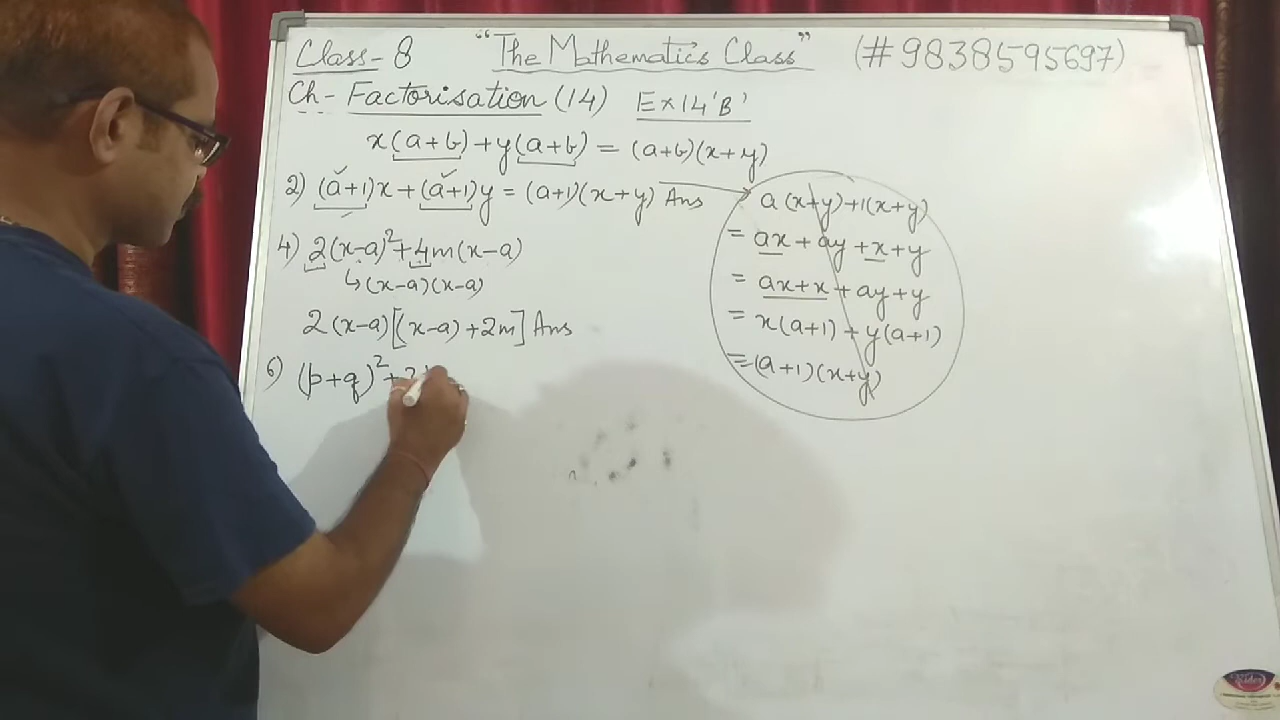 Class-8 "The Mathematics Class" (#9838595697)
Ch- Factorisation (14) Ex 14 'B'
x(a+b)+y(a+b) = (a+b)(x+y)
2) (a+1)x+(a+1)y = (a+1)(x+y) Ans
4) 2(x-a)²+4m(x-a)
↳(x-a)(x-a)
2(x-a)[(x-a)+2m] Ans
6) (p+q)²+
a(x+y)+1(x+y)
= ax+ay+x+y
= ax+x+ay+y
= x(a+1)+y(a+1)
=(a+1)(x+y)